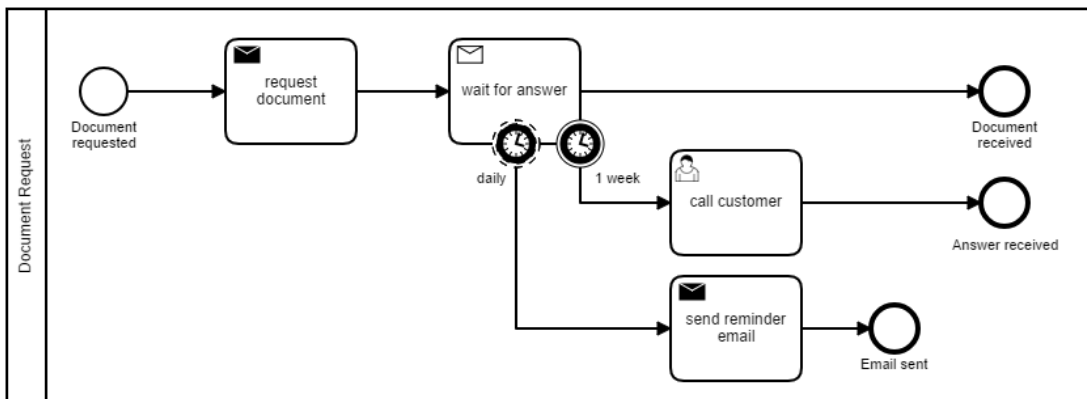 Document Request
Document
requested
request
document
wait for answer
Document
received
daily
1 week
call customer
Answer received
send reminder
email
Email sent